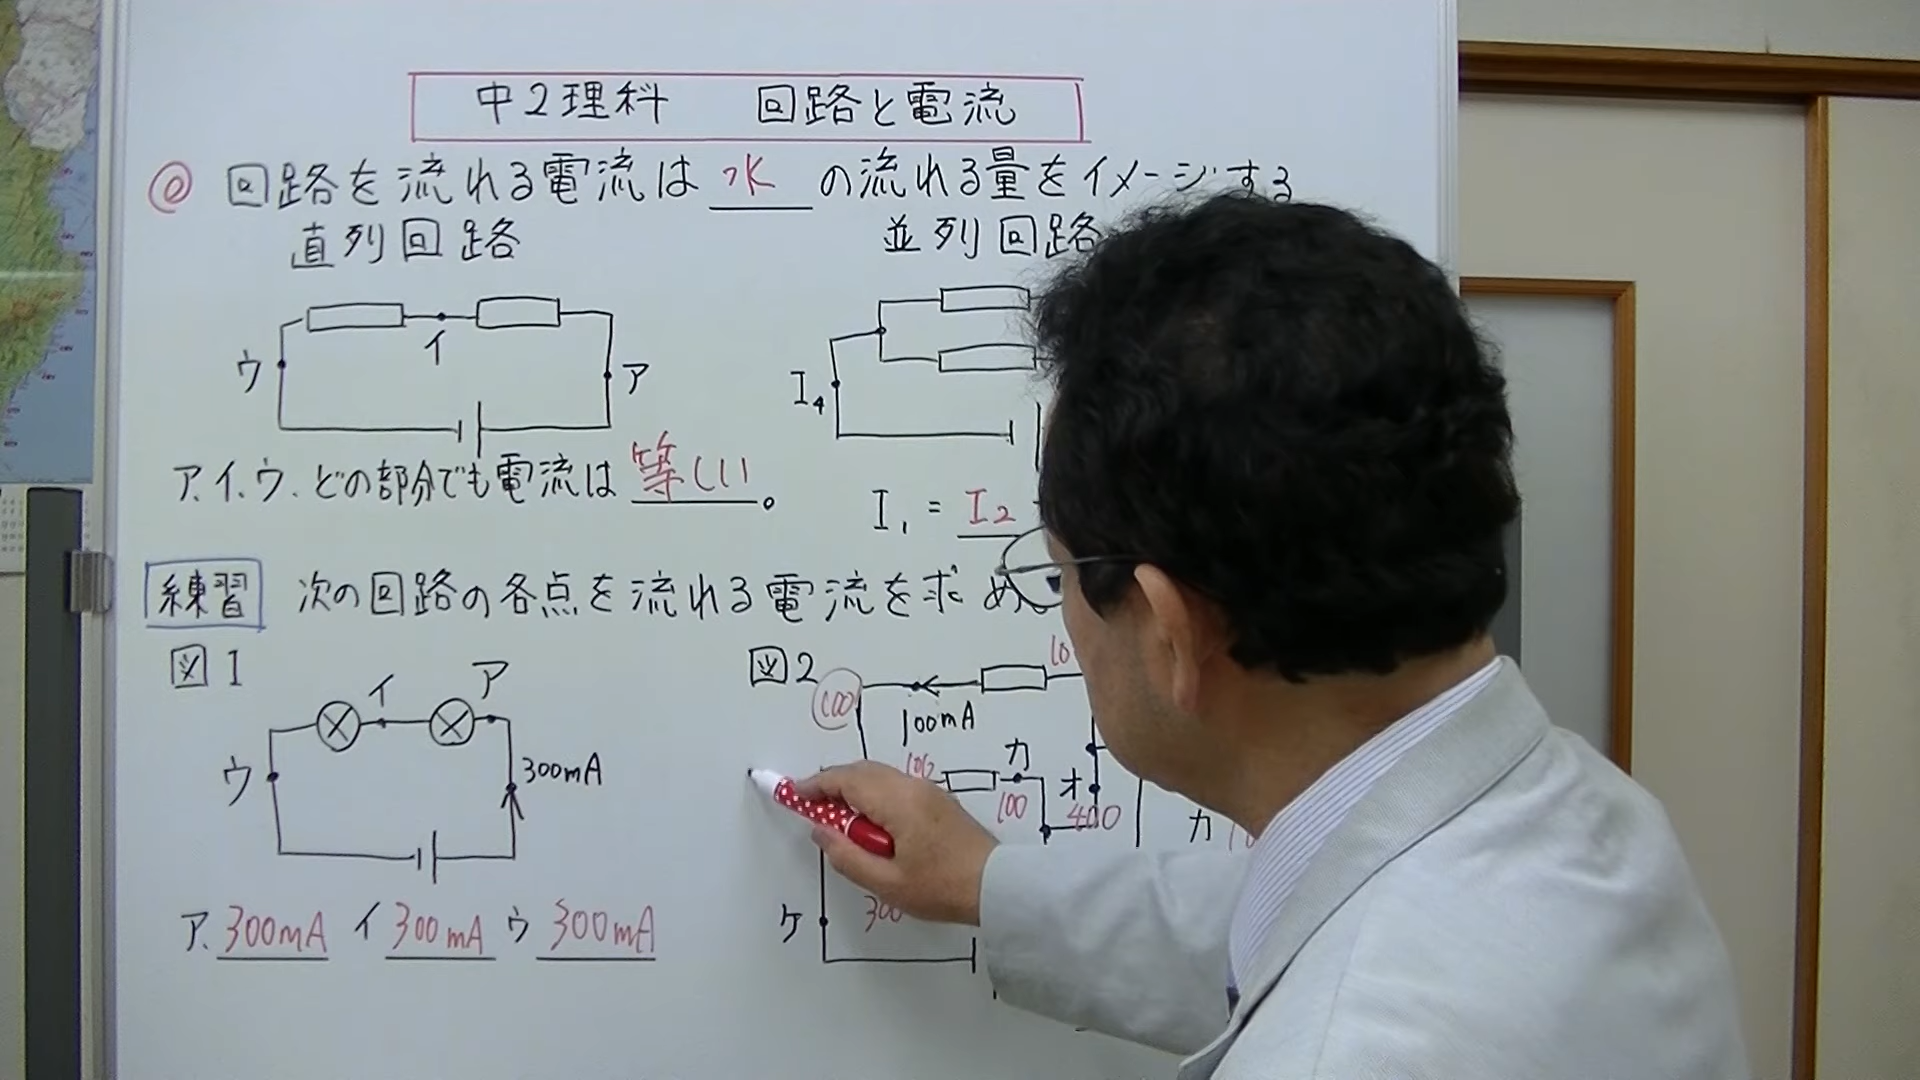 中2理科 回路と電流
◎ 回路を流れる電流は 水 の流れる量をイメージする
直列回路
並列回路
イ
ウ
ア
I₄
ア.イ.ウ.どの部分でも電流は 等しい 。
I₁ = I₂
練習 次の回路の各点を流れる電流を求め
図1
イ
ア
ウ
300mA
ア. 300mA イ 300mA ウ 300mA
図2
100
100mA
カ
100
オ
400
カ
ケ
300